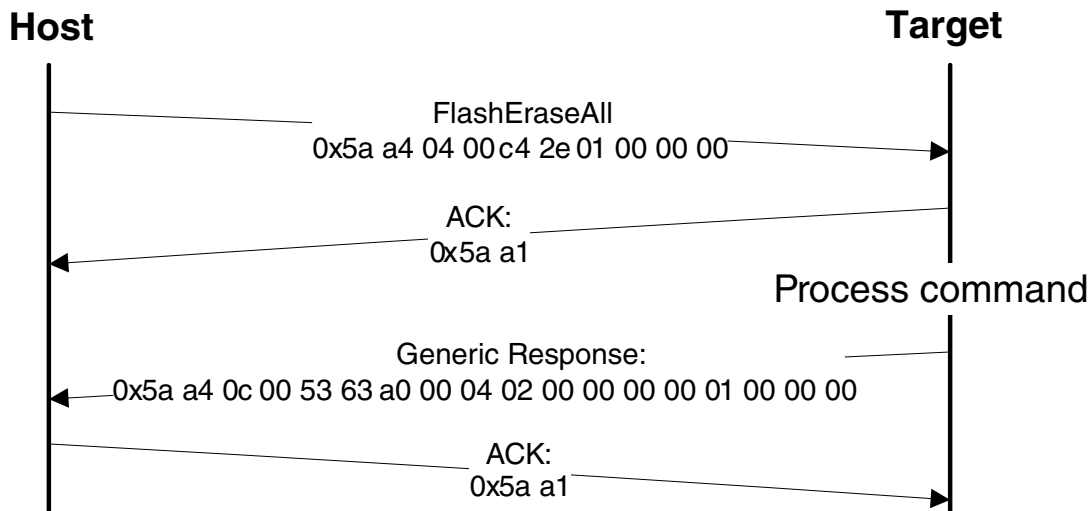 Host
Target
FlashEraseAll
0x5a a4 04 00 c4 2e 01 00 00 00
ACK:
0x5a a1
Process command
Generic Response:
0x5a a4 0c 00 53 63 a0 00 04 02 00 00 00 00 01 00 00 00
ACK:
0x5a a1